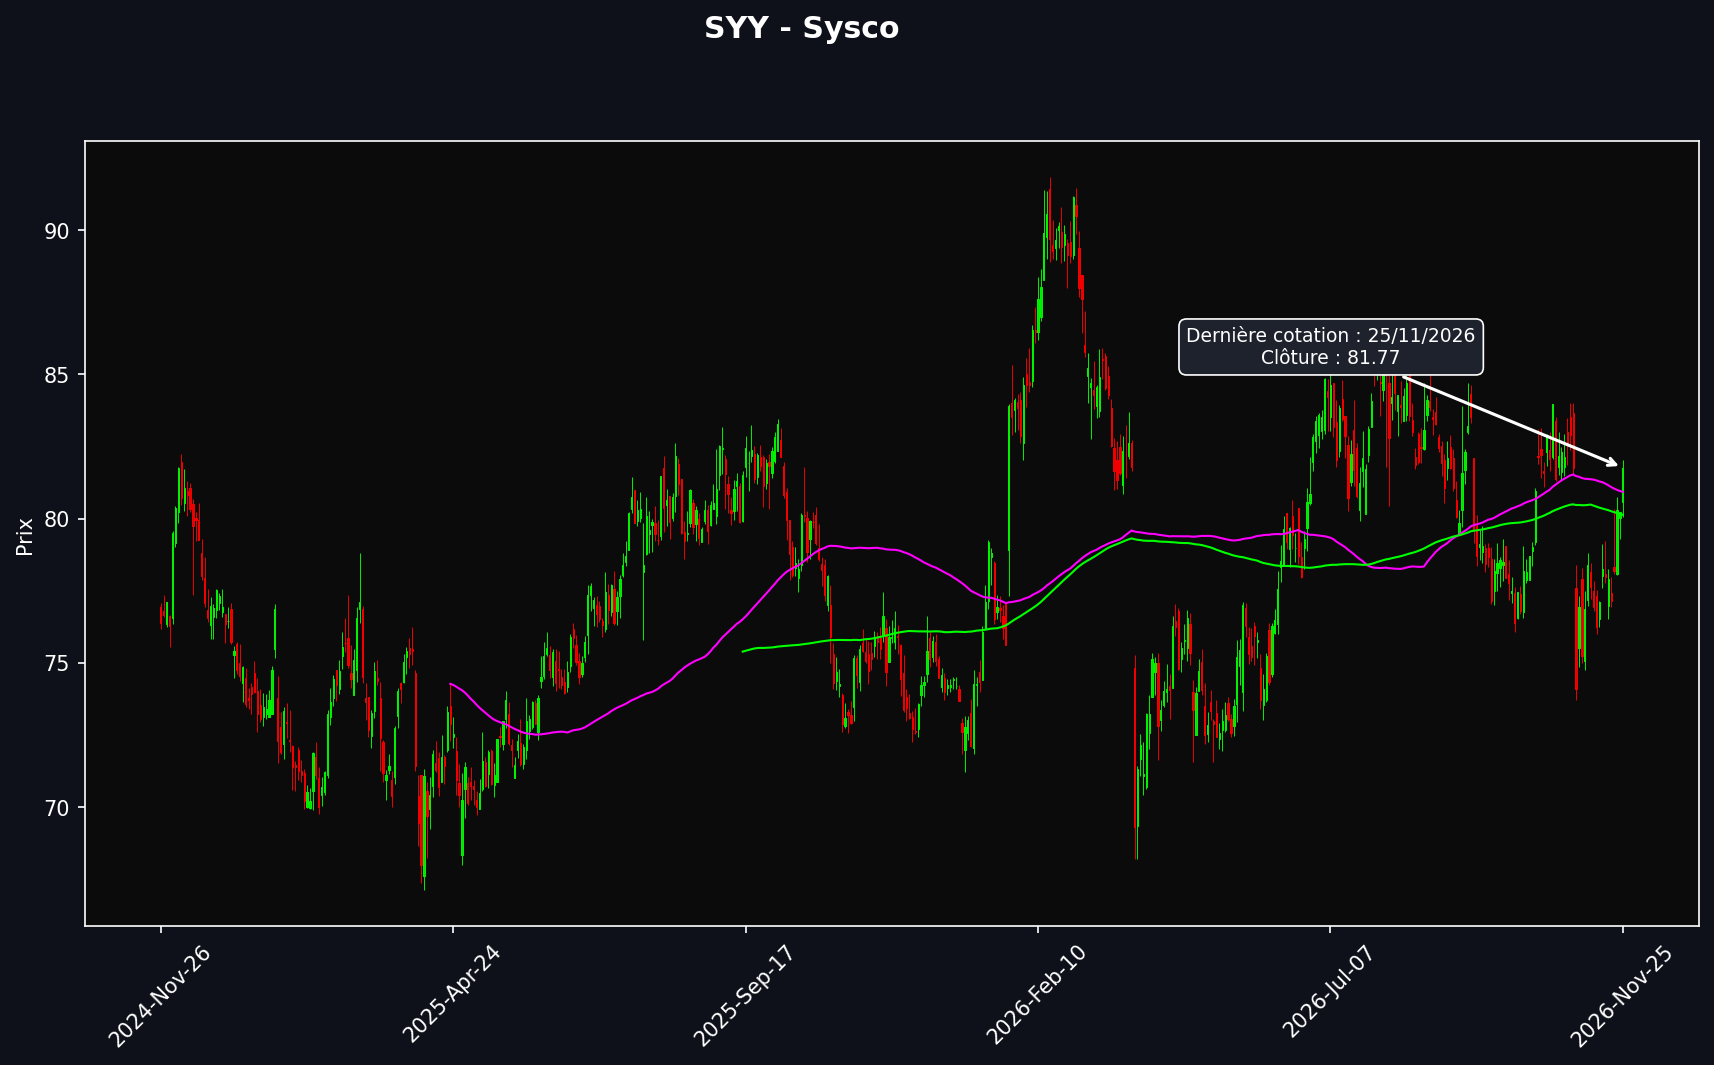 SYY - Sysco
Prix
90
85
80
75
70
Dernière cotation : 25/11/2026
Clôture : 81.77
2024-Nov-26
2025-Apr-24
2025-Sep-17
2026-Feb-10
2026-Jul-07
2026-Nov-25